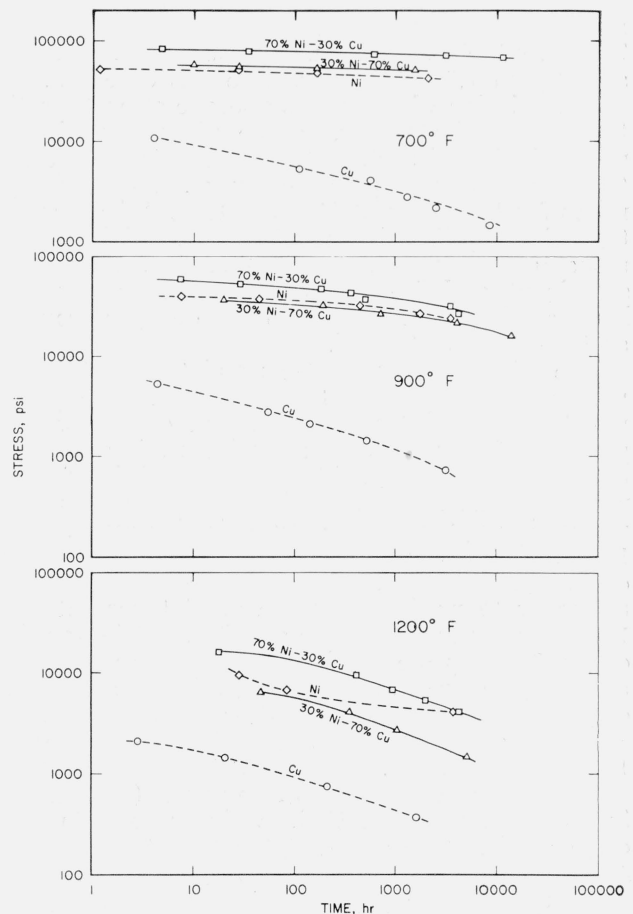 100000
70% Ni-30% Cu
30% Ni-70% Cu
Ni
10000
700° F
Cu
1000
100000
70% Ni-30% Cu
Ni
30% Ni-70% Cu
10000
900° F
Cu
STRESS, psi
1000
100
100000
1200° F
70% Ni-30% Cu
10000
Ni
30% Ni-70% Cu
1000
Cu
100
1 10 100 1000 10000 100000
TIME, hr